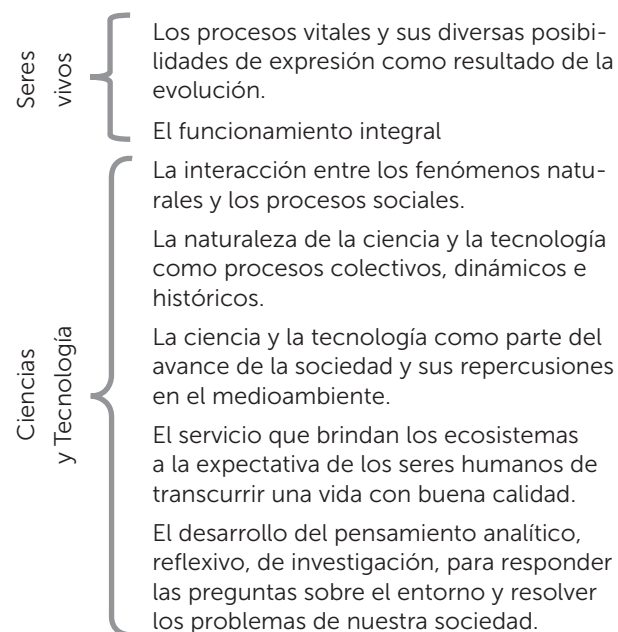 Seres
vivos
Los procesos vitales y sus diversas posibi-
lidades de expresión como resultado de la
evolución.
El funcionamiento integral
Ciencias
y Tecnología
La interacción entre los fenómenos natu-
rales y los procesos sociales.
La naturaleza de la ciencia y la tecnología
como procesos colectivos, dinámicos e
históricos.
La ciencia y la tecnología como parte del
avance de la sociedad y sus repercusiones
en el medioambiente.
El servicio que brindan los ecosistemas
a la expectativa de los seres humanos de
transcurrir una vida con buena calidad.
El desarrollo del pensamiento analítico,
reflexivo, de investigación, para responder
las preguntas sobre el entorno y resolver
los problemas de nuestra sociedad.